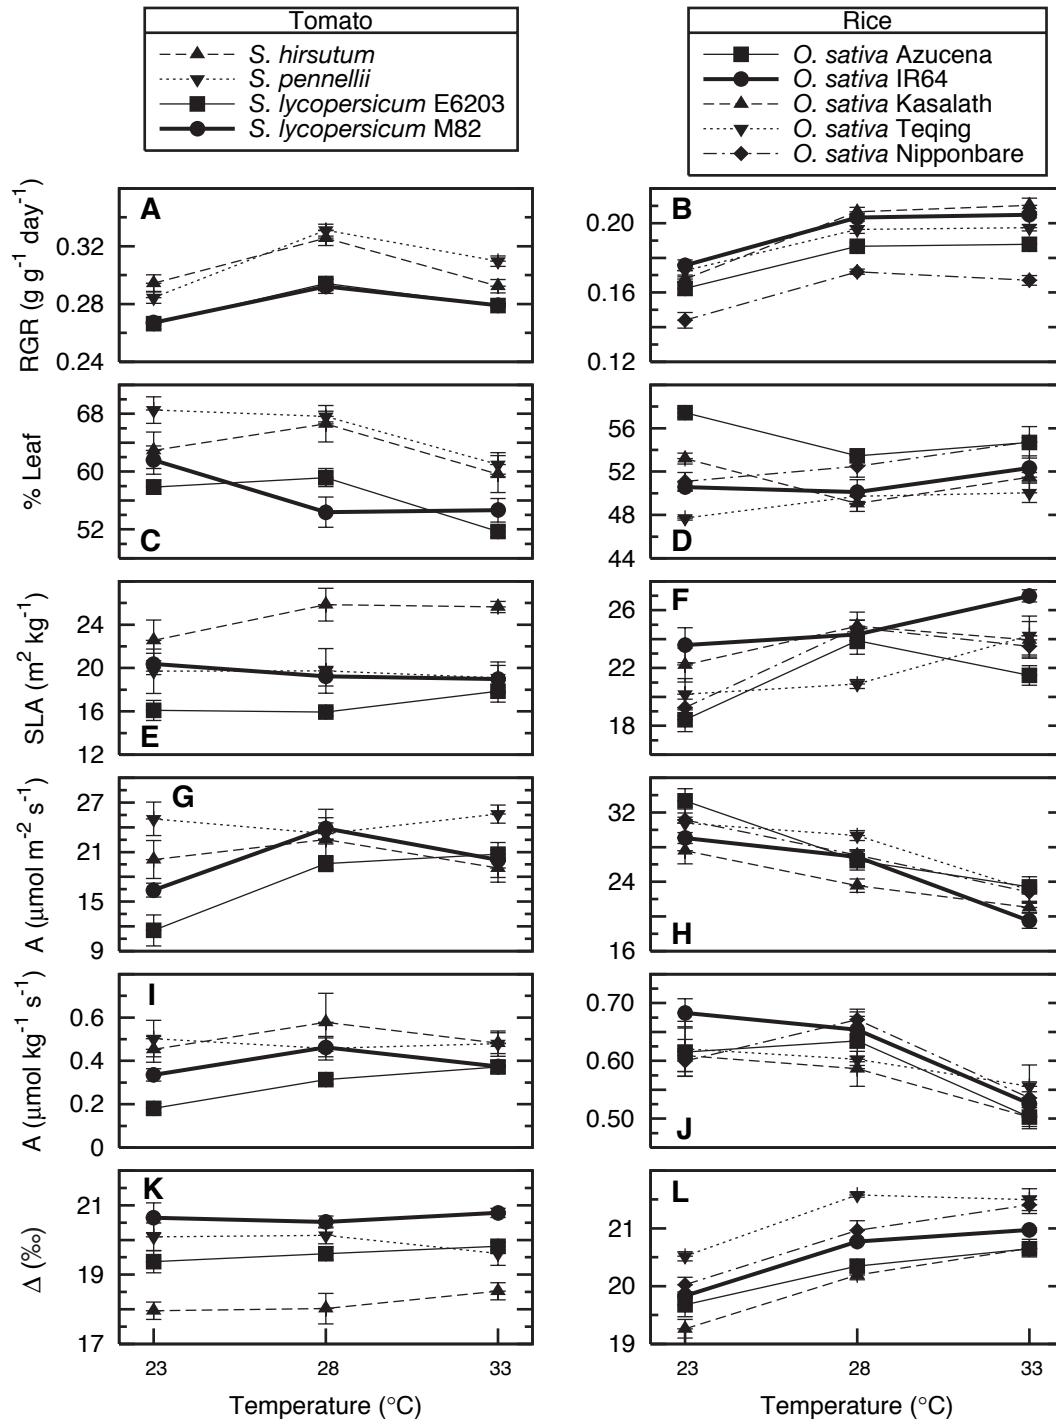 Tomato
S. hirsutum
S. pennellii
S. lycopersicum E6203
S. lycopersicum M82
Rice
O. sativa Azucena
O. sativa IR64
O. sativa Kasalath
O. sativa Teqing
O. sativa Nipponbare
A
RGR (g g⁻¹ day⁻¹)
0.32
0.28
0.24
B
0.20
0.16
0.12
C
% Leaf
68
60
52
D
56
52
48
44
E
SLA (m² kg⁻¹)
24
20
16
12
F
26
22
18
G
A (μmol m⁻² s⁻¹)
27
21
15
9
H
32
24
16
I
A (μmol kg⁻¹ s⁻¹)
0.6
0.4
0.2
0
J
0.70
0.60
0.50
K
Δ (‰)
21
19
17
L
21
20
19
23 28 33
Temperature (°C)
23 28 33
Temperature (°C)